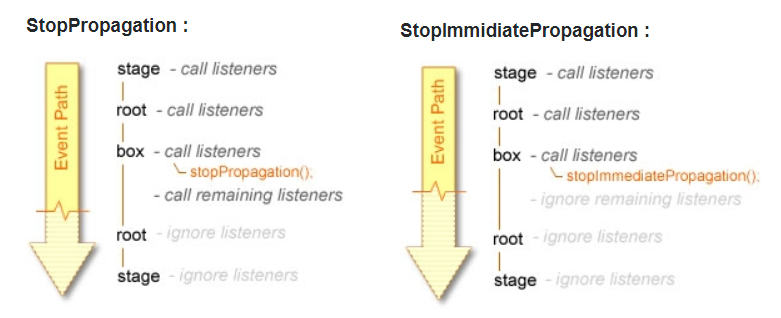 StopPropagation :
Event Path
stage - call listeners
root - call listeners
box - call listeners
stopPropagation();
- call remaining listeners
root - ignore listeners
stage - ignore listeners
StopImmidiatePropagation :
Event Path
stage - call listeners
root - call listeners
box - call listeners
stopImmediatePropagation();
- ignore remaining listeners
root - ignore listeners
stage - ignore listeners